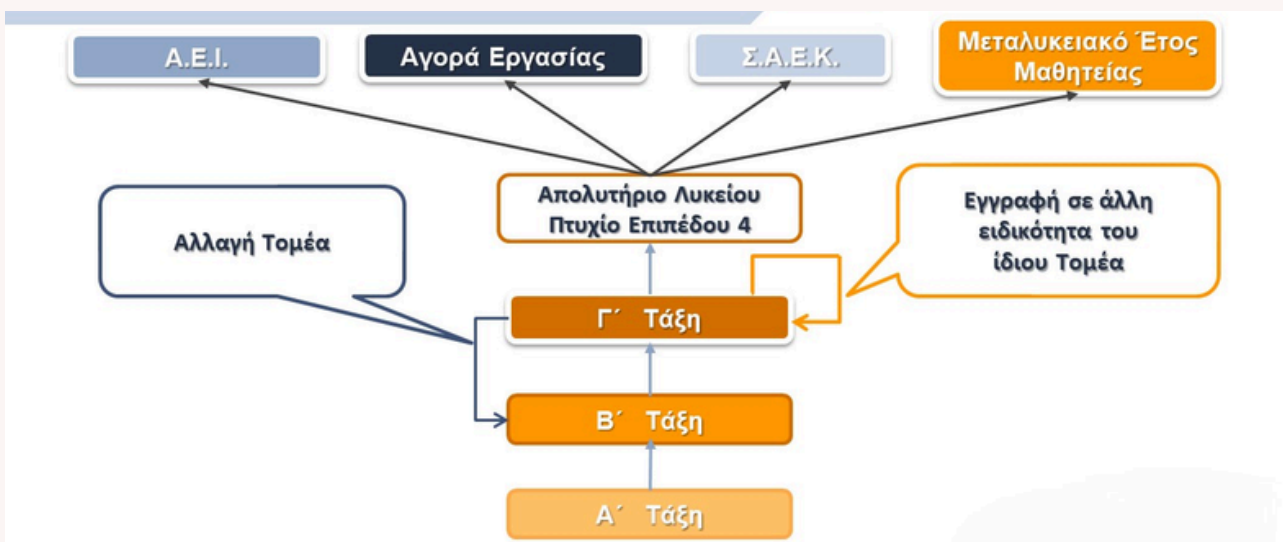 Α.Ε.Ι.
Αγορά Εργασίας
Σ.Α.Ε.Κ.
Μεταλυκειακό Έτος
Μαθητείας
Απολυτήριο Λυκείου
Πτυχίο Επιπέδου 4
Αλλαγή Τομέα
Εγγραφή σε άλλη
ειδικότητα του
ίδιου Τομέα
Γ΄ Τάξη
Β΄ Τάξη
Α΄ Τάξη